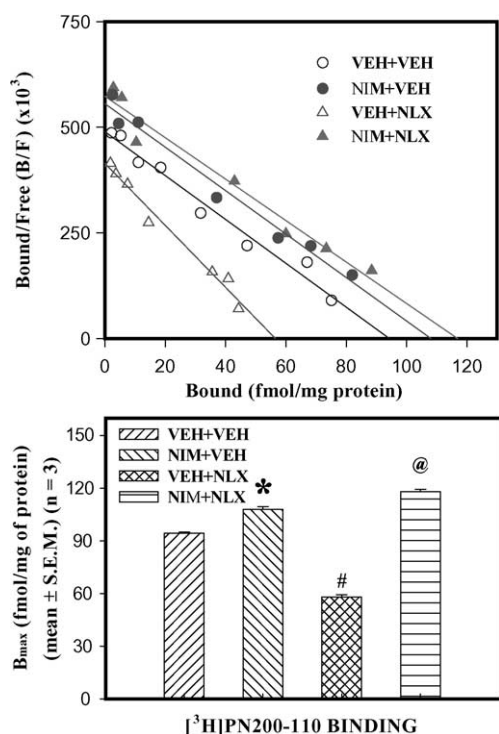 Bound/Free (B/F) (x10³)
750
500
250
0
VEH+VEH
NIM+VEH
VEH+NLX
NIM+NLX
0 20 40 60 80 100 120
Bound (fmol/mg protein)
Bmax (fmol/mg of protein)
(mean ± S.E.M.) (n = 3)
150
120
90
60
30
0
VEH+VEH
NIM+VEH
VEH+NLX
NIM+NLX
*
#
@
[³H]PN200-110 BINDING